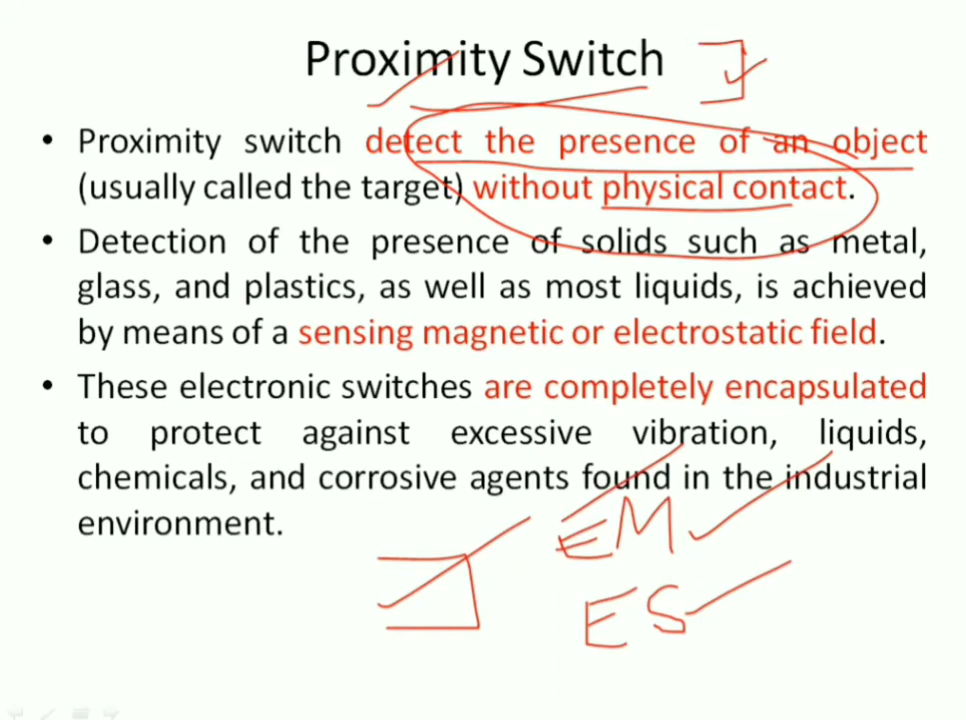 Proximity Switch
• Proximity switch detect the presence of an object
(usually called the target) without physical contact.
• Detection of the presence of solids such as metal,
glass, and plastics, as well as most liquids, is achieved
by means of a sensing magnetic or electrostatic field.
• These electronic switches are completely encapsulated
to protect against excessive vibration, liquids,
chemicals, and corrosive agents found in the industrial
environment.
EM
ES